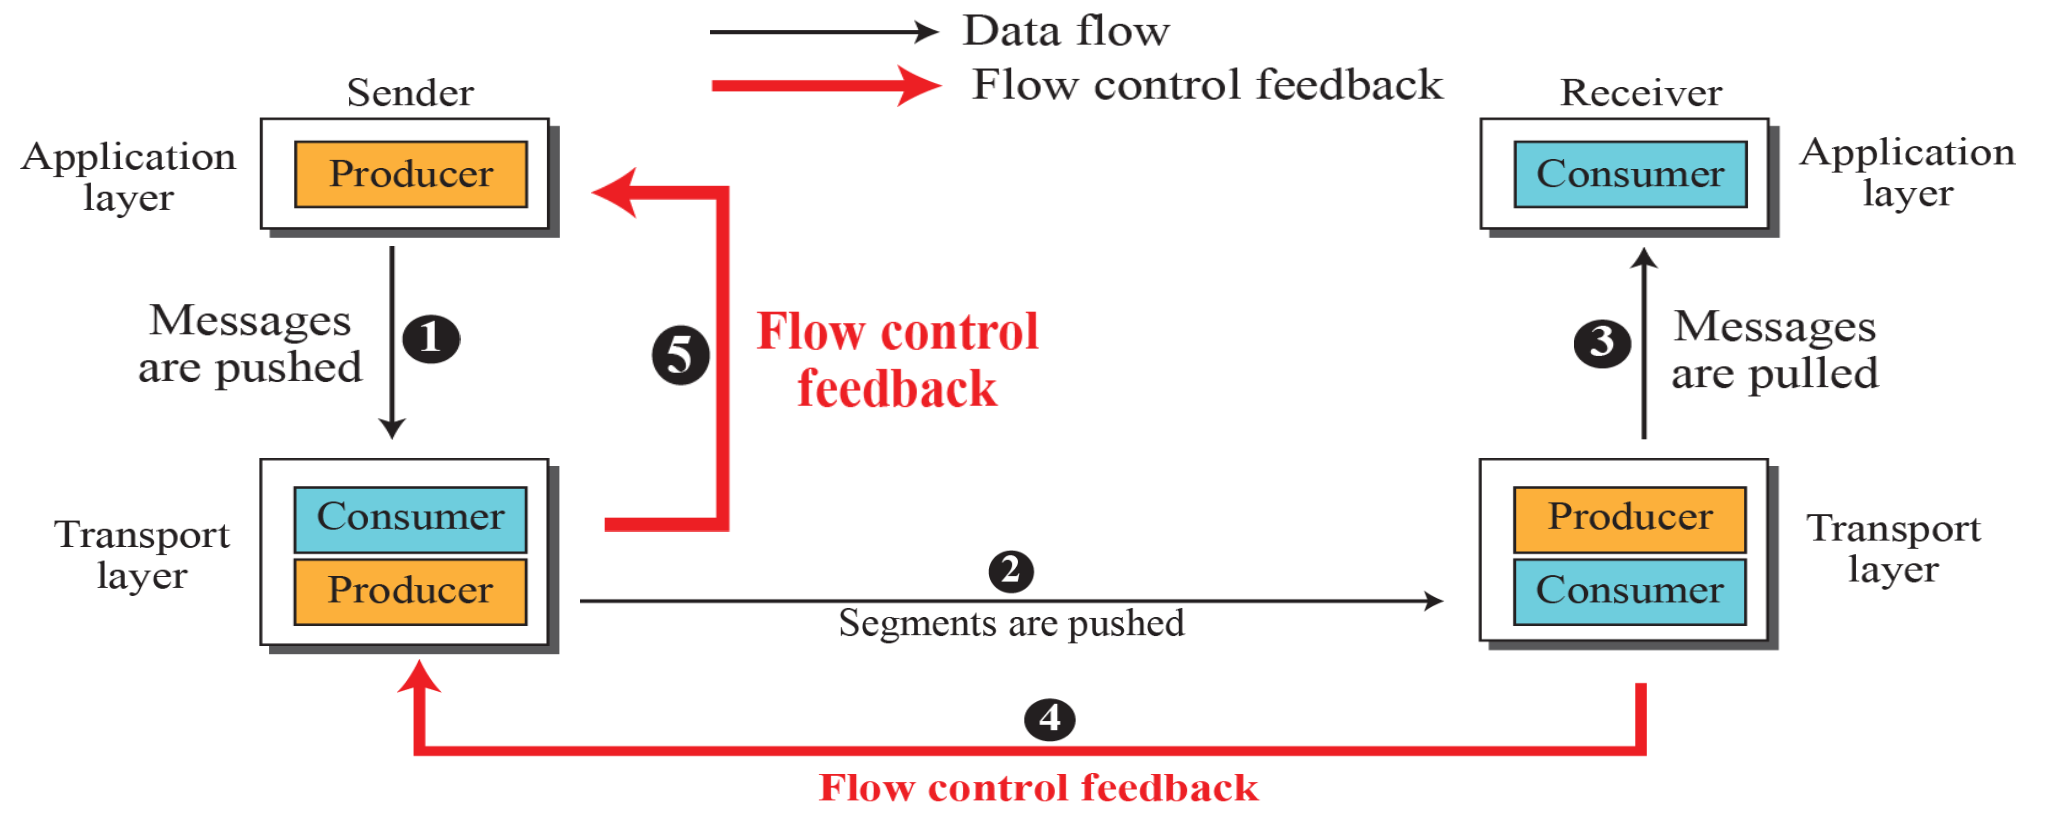 Data flow
Flow control feedback
Sender
Receiver
Application
layer
Producer
Consumer
Application
layer
Messages
are pushed
1
5
Flow control
feedback
3
Messages
are pulled
Transport
layer
Consumer
Producer
2
Segments are pushed
Producer
Consumer
Transport
layer
4
Flow control feedback